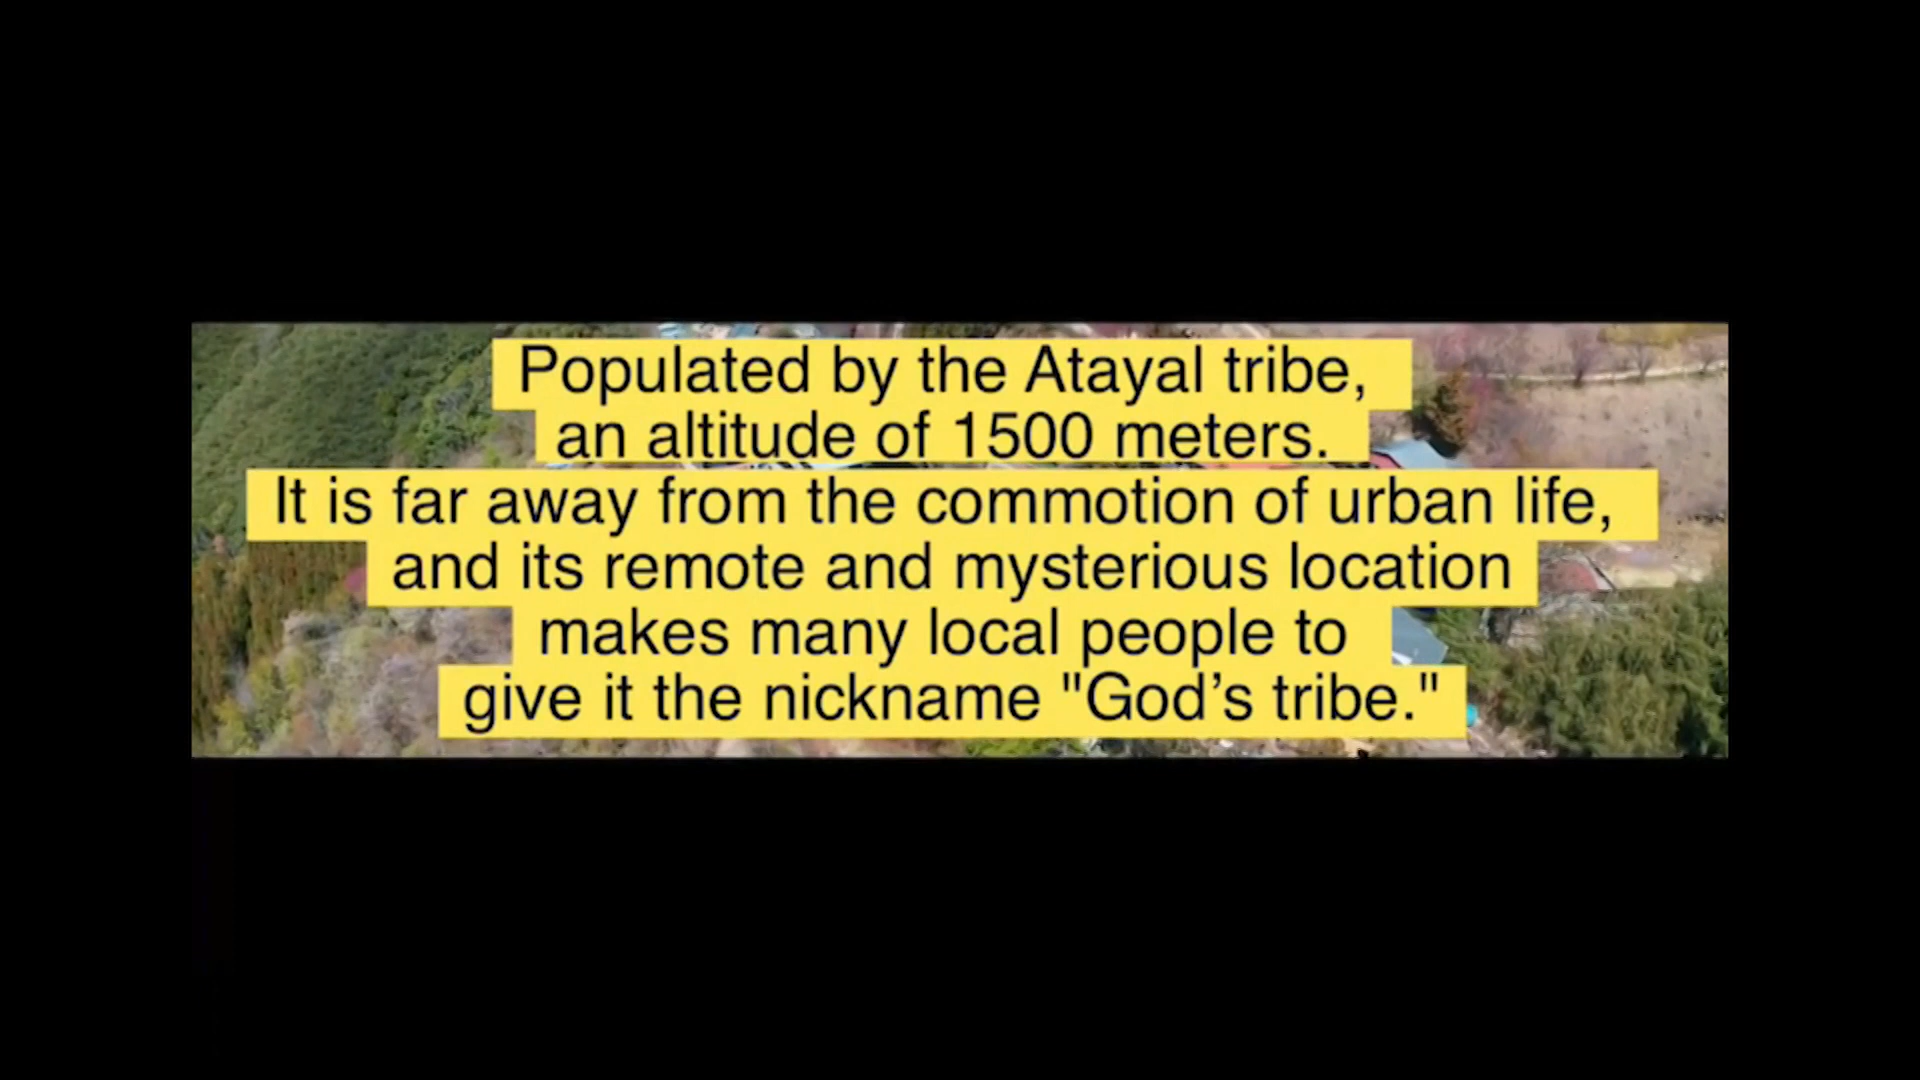 Populated by the Atayal tribe,
an altitude of 1500 meters.
It is far away from the commotion of urban life,
and its remote and mysterious location
makes many local people to
give it the nickname "God’s tribe."